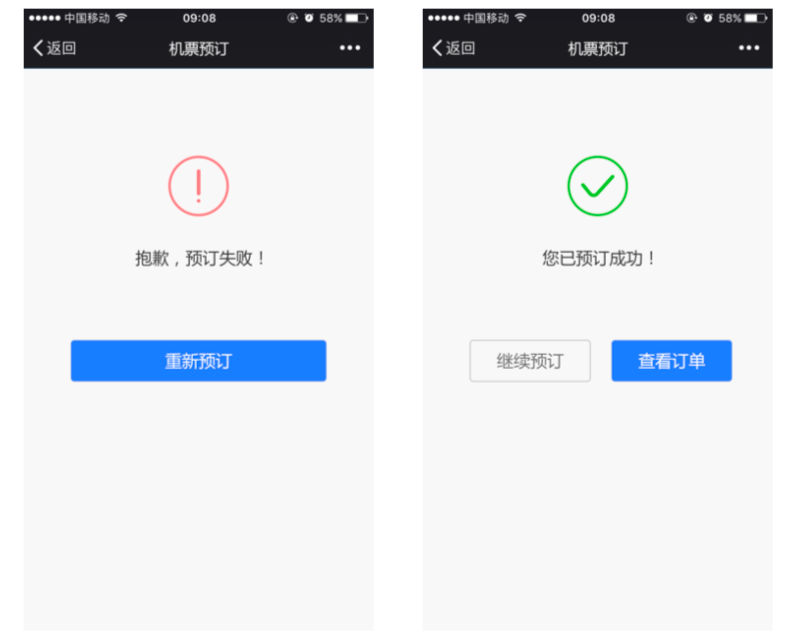 中国移动 09:08 58%
返回 机票预订
抱歉，预订失败！
重新预订
中国移动 09:08 58%
返回 机票预订
您已预订成功！
继续预订 查看订单